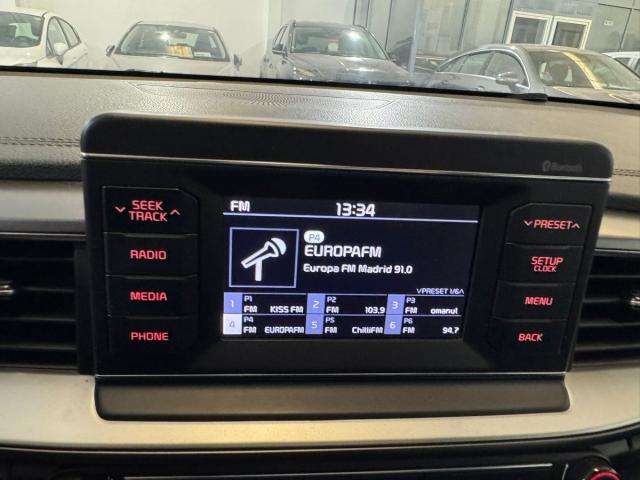 Bluetooth
SEEK
TRACK
RADIO
MEDIA
PHONE
FM 13:34
P4
EUROPAFM
Europa FM Madrid 91.0
PRESET 1/6
1 P1 FM KISS FM 2 P2 FM 103.9 3 P3 FM omanul
4 P4 FM EUROPAFM 5 P5 FM ChilliFM 6 P6 FM 94.7
PRESET
SETUP
CLOCK
MENU
BACK